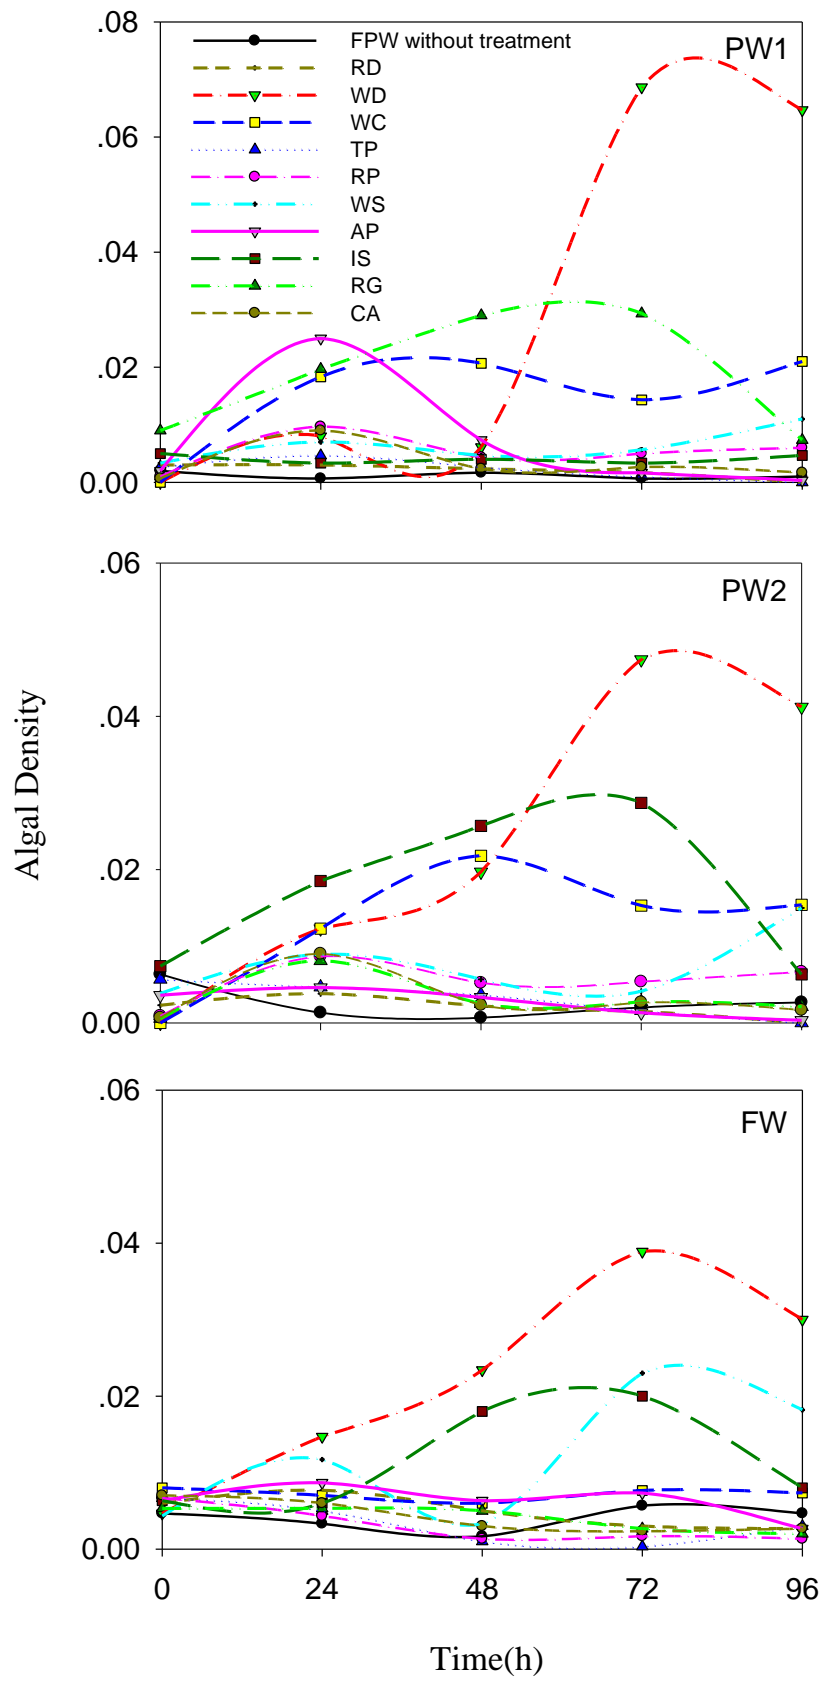 .08
FPW without treatment
PW1
RD
WD
.06
WC
TP
RP
WS
.04
AP
IS
RG
CA
.02
0.00
.06
PW2
.04
Algal Density
.02
0.00
.06
FW
.04
.02
0.00
0 24 48 72 96
Time(h)